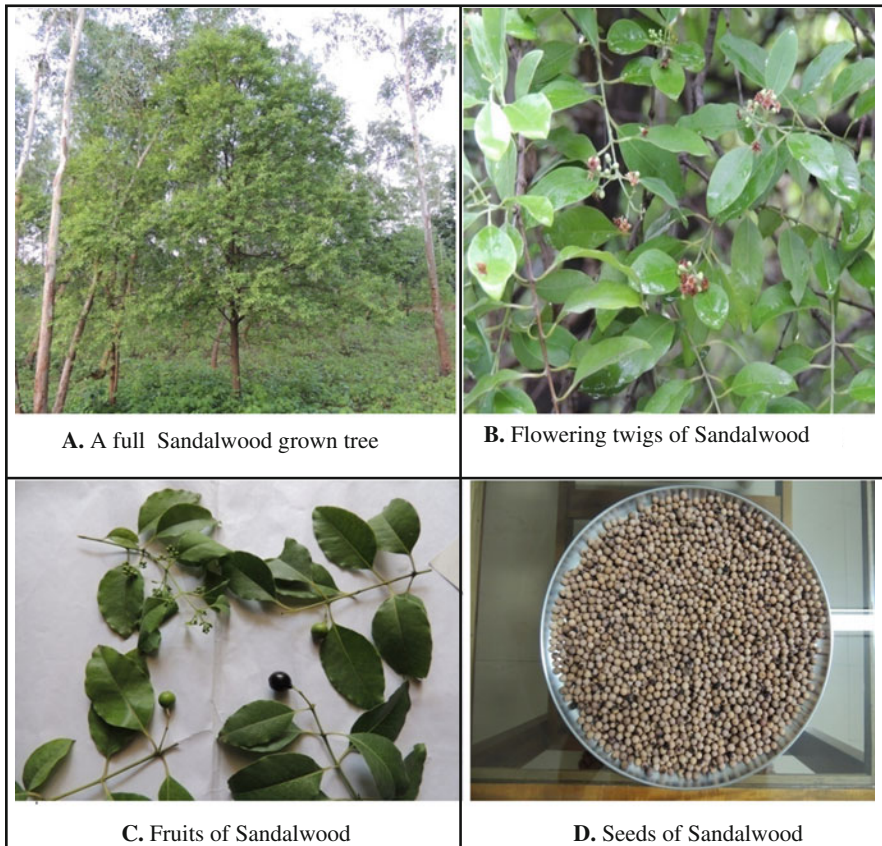 A. A full Sandalwood grown tree
B. Flowering twigs of Sandalwood
C. Fruits of Sandalwood
D. Seeds of Sandalwood